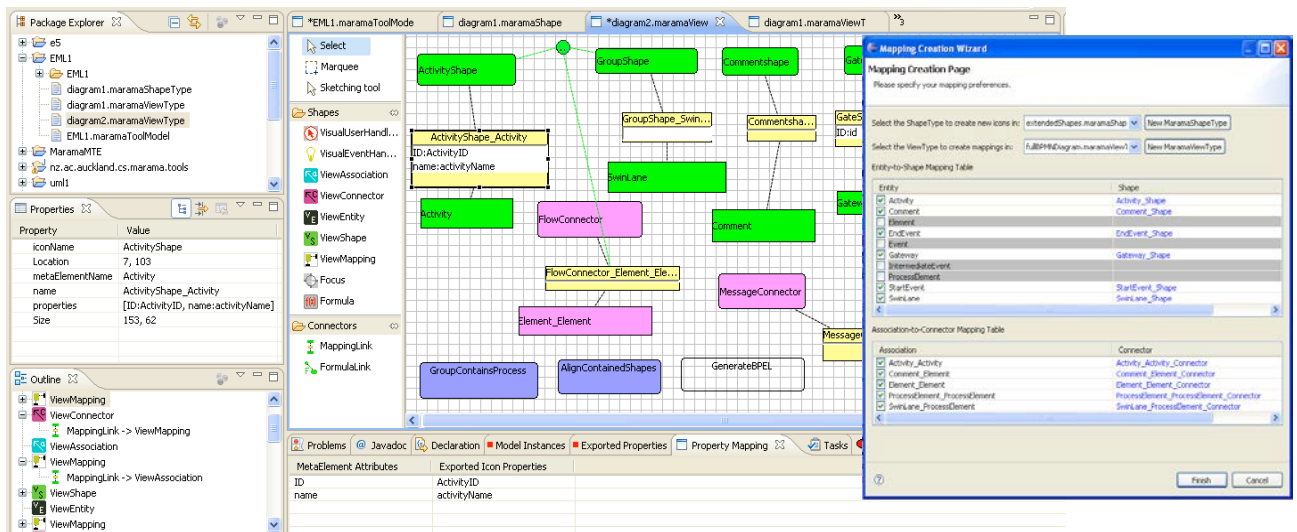 Package Explorer
e5
EML1
EML1
diagram1.maramaShapeType
diagram1.maramaViewType
diagram2.maramaViewType
EML1.maramaToolModel
MaramaMTE
nz.ac.auckland.cs.marama.tools
uml1
Properties
Property Value
iconName ActivityShape
Location 7, 103
metaElementName Activity
name ActivityShape_Activity
properties [ID:ActivityID, name:activityName]
Size 153, 62
Outline
ViewMapping
ViewConnector
MappingLink -> ViewMapping
ViewAssociation
ViewMapping
MappingLink -> ViewAssociation
ViewShape
ViewEntity
ViewMapping
*EML1.maramaToolMode
diagram1.maramaShape
*diagram2.maramaView
diagram1.maramaViewT
»3
Select
Marquee
Sketching tool
Shapes
VisualUserHandl...
VisualEventHan...
ViewAssociation
ViewConnector
ViewEntity
ViewShape
ViewMapping
Focus
Formula
Connectors
MappingLink
FormulaLink
ActivityShape
GroupShape
Commentshape
Gat
ActivityShape_Activity
ID:ActivityID
name:activityName
GroupShape_Swin...
Commentsha...
GateS
ID:id
SwinLane
Activity
FlowConnector
Comment
Gatew
FlowConnector_Element_Ele...
MessageConnector
Element_Element
Message
GroupContainsProcess
AlignContainedShapes
GenerateBPEL
Problems
@ Javadoc
Declaration
Model Instances
Exported Properties
Property Mapping
Tasks
MetaElement Attributes Exported Icon Properties
ID ActivityID
name activityName
Mapping Creation Wizard
Mapping Creation Page
Please specify your mapping preferences.
Select the ShapeType to create new icons in: extendedShapes.maramaShap New MaramaShapeType
Select the ViewType to create mappings in: fullBPMNDiagram.maramaViewT New MaramaViewType
Entity-to-Shape Mapping Table
Entity Shape
Activity Activity_Shape
Comment Comment_Shape
Element
EndEvent EndEvent_Shape
Event
Gateway Gateway_Shape
IntermediateEvent
ProcessElement
StartEvent StartEvent_Shape
SwinLane SwinLane_Shape
Association-to-Connector Mapping Table
Association Connector
Activity_Activity Activity_Activity_Connector
Comment_Element Comment_Element_Connector
Element_Element Element_Element_Connector
ProcessElement_ProcessElement ProcessElement_ProcessElement_Connector
SwinLane_ProcessElement SwinLane_ProcessElement_Connector
Finish
Cancel